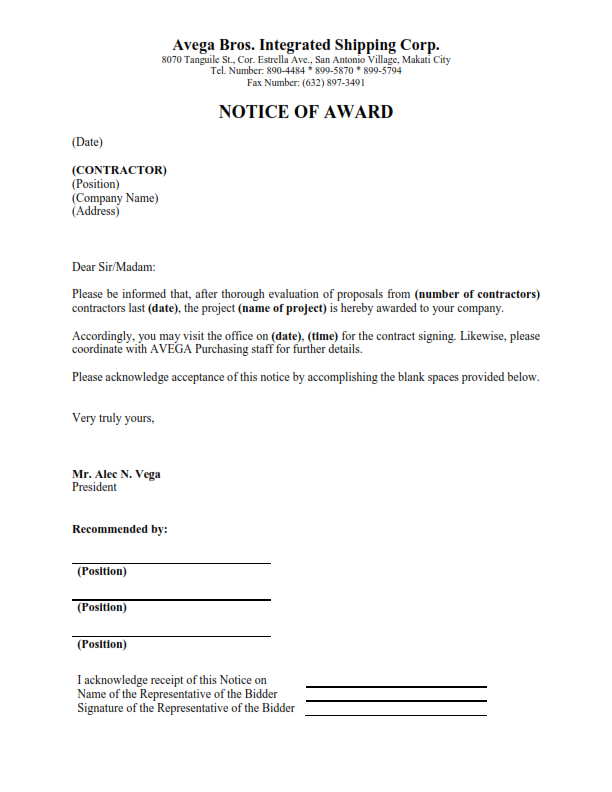 Avega Bros. Integrated Shipping Corp.
8070 Tanguile St., Cor. Estrella Ave., San Antonio Village, Makati City
Tel. Number: 890-4484 * 899-5870 * 899-5794
Fax Number: (632) 897-3491
NOTICE OF AWARD
(Date)
(CONTRACTOR)
(Position)
(Company Name)
(Address)
Dear Sir/Madam:
Please be informed that, after thorough evaluation of proposals from (number of contractors)
contractors last (date), the project (name of project) is hereby awarded to your company.
Accordingly, you may visit the office on (date), (time) for the contract signing. Likewise, please
coordinate with AVEGA Purchasing staff for further details.
Please acknowledge acceptance of this notice by accomplishing the blank spaces provided below.
Very truly yours,
Mr. Alec N. Vega
President
Recommended by:
(Position)
(Position)
(Position)
I acknowledge receipt of this Notice on
Name of the Representative of the Bidder
Signature of the Representative of the Bidder